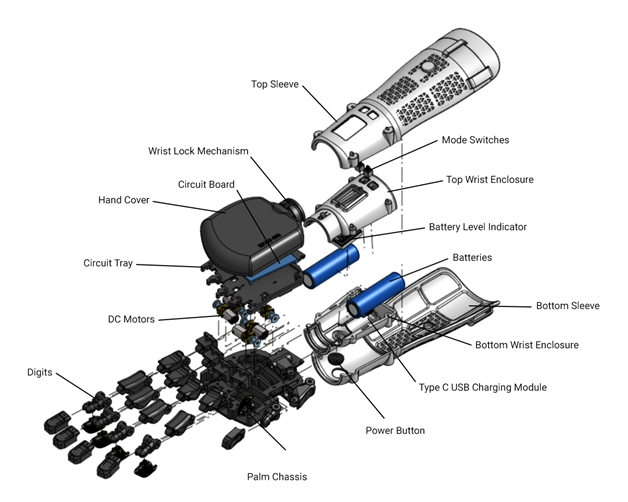 Top Sleeve
Mode Switches
Wrist Lock Mechanism
Circuit Board
Top Wrist Enclosure
Hand Cover
Battery Level Indicator
Batteries
Circuit Tray
Bottom Sleeve
DC Motors
Bottom Wrist Enclosure
Digits
Type C USB Charging Module
Power Button
Palm Chassis